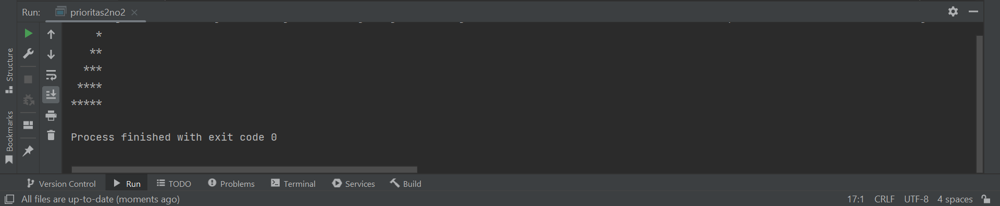 Run: prioritas2no2
    *
   **
  ***
 ****
*****
Process finished with exit code 0
Structure
Bookmarks
Version Control Run TODO Problems Terminal Services Build
All files are up-to-date (moments ago) 17:1 CRLF UTF-8 4 spaces